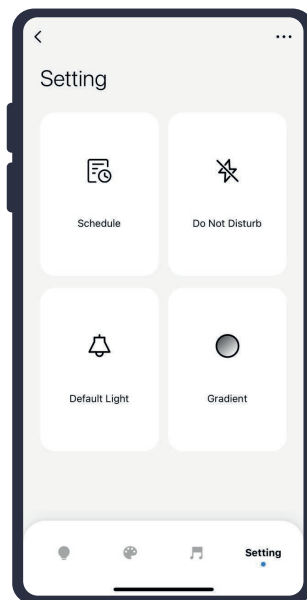 Setting
Schedule
Do Not Disturb
Default Light
Gradient
Setting